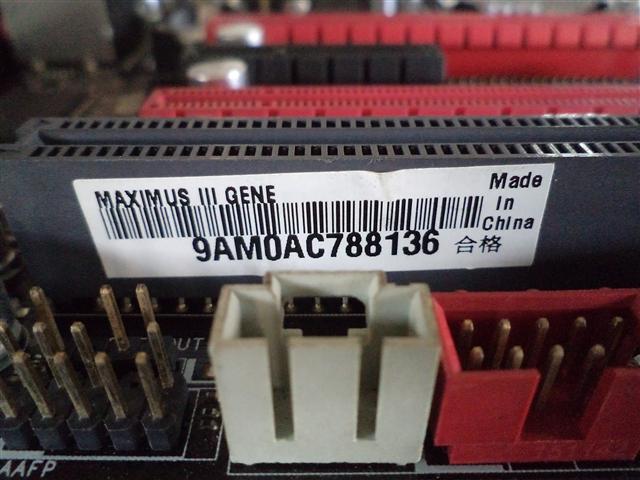 MAXIMUS III GENE
Made
in
China
9AM0AC788136 合格
AAFP